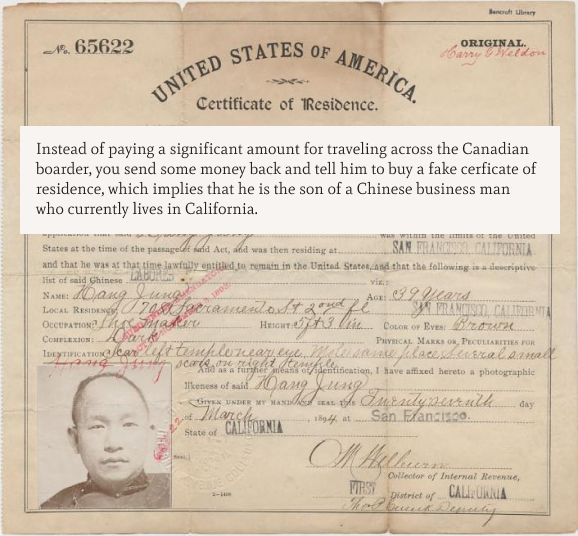 Bancroft Library
No. 65622
ORIGINAL.
Harry G Weldon
UNITED STATES OF AMERICA.
Certificate of Residence.
Instead of paying a significant amount for traveling across the Canadian
boarder, you send some money back and tell him to buy a fake cerficate of
residence, which implies that he is the son of a Chinese business man
who currently lives in California.
was within the limits of the United
States at the time of the passage of said Act, and was then residing at SAN FRANCISCO, CALIFORNIA
and that he was at that time lawfully entitled to remain in the United States, and that the following is a descriptive
list of said Chinese LABORER viz.:
NAME: Hang Jung AGE: 39 Years
LOCAL RESIDENCE: Sacramento St 2nd fl SAN FRANCISCO, CALIFORNIA
OCCUPATION: Shoe maker HEIGHT: 5 ft 3 in COLOR OF EYES: Brown
COMPLEXION: Dark PHYSICAL MARKS OR PECULIARITIES FOR
IDENTIFICATION: scar left temple near eye, mole same place, several small
Hang Jung scars on right temple
And as a further means of identification, I have affixed hereto a photographic
likeness of said Hang Jung
GIVEN UNDER MY HAND AND SEAL this Twenty seventh day
of March, 1894, at San Francisco.
State of CALIFORNIA
Collector of Internal Revenue,
FIRST District of CALIFORNIA
Deputy